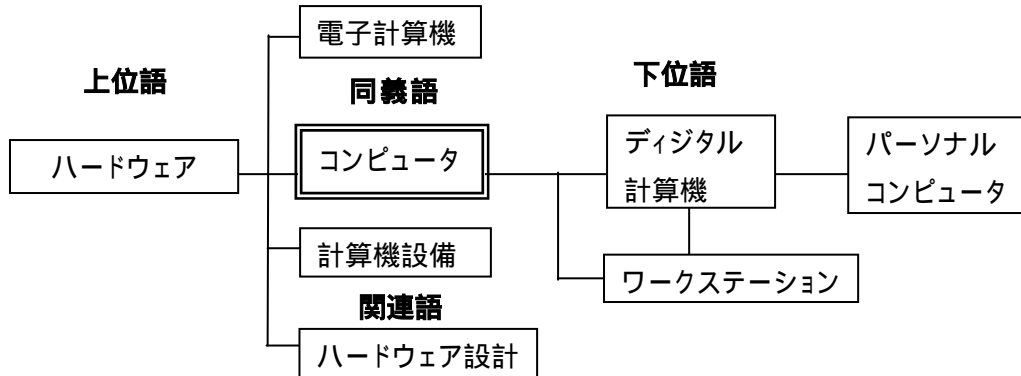 電子計算機
上位語
同義語
下位語
ハードウェア
コンピュータ
ディジタル
計算機
パーソナル
コンピュータ
計算機設備
ワークステーション
関連語
ハードウェア設計